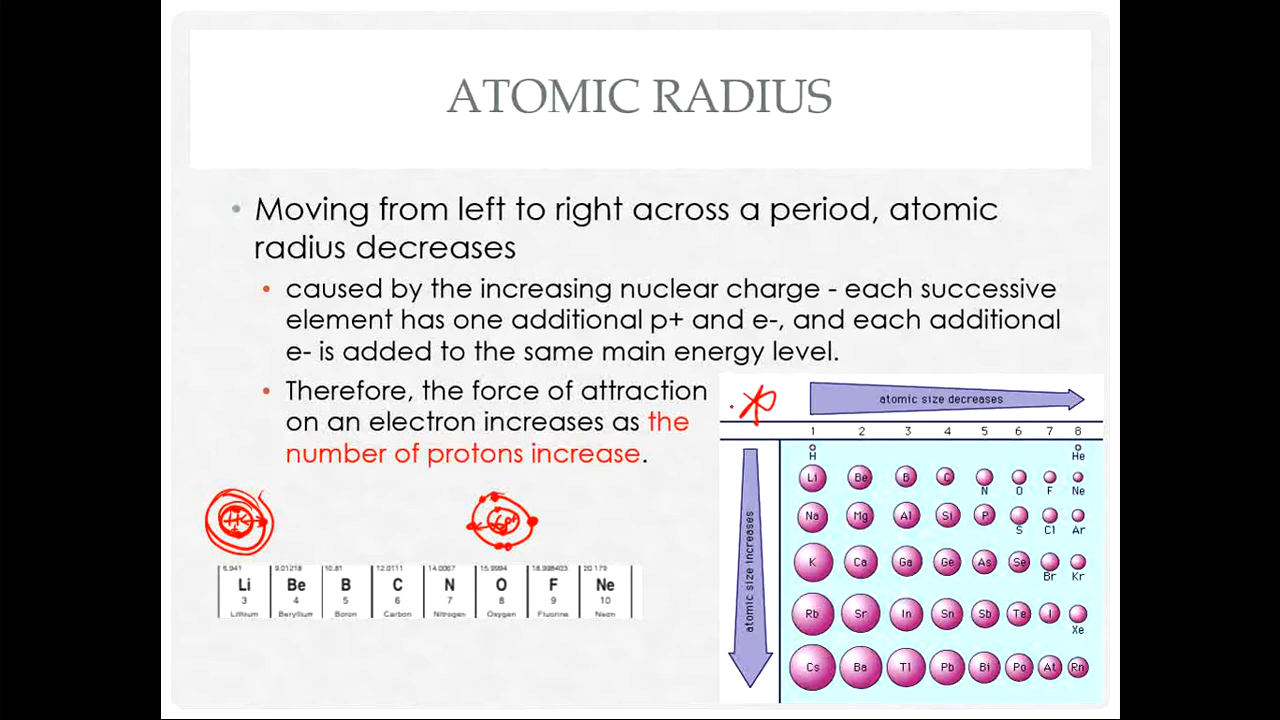 ATOMIC RADIUS
• Moving from left to right across a period, atomic
radius decreases
• caused by the increasing nuclear charge - each successive
element has one additional p+ and e-, and each additional
e- is added to the same main energy level.
• Therefore, the force of attraction
on an electron increases as the
number of protons increase.
6.941 9.01218 10.81 12.0111 14.0067 15.9994 18.998403 20.179
Li Be B C N O F Ne
3 4 5 6 7 8 9 10
Lithium Beryllium Boron Carbon Nitrogen Oxygen Fluorine Neon
atomic size decreases
1 2 3 4 5 6 7 8
atomic size increases
H He
Li Be B C N O F Ne
Na Mg Al Si P S Cl Ar
K Ca Ga Ge As Se Br Kr
Rb Sr In Sn Sb Te I Xe
Cs Ba Tl Pb Bi Po At Rn